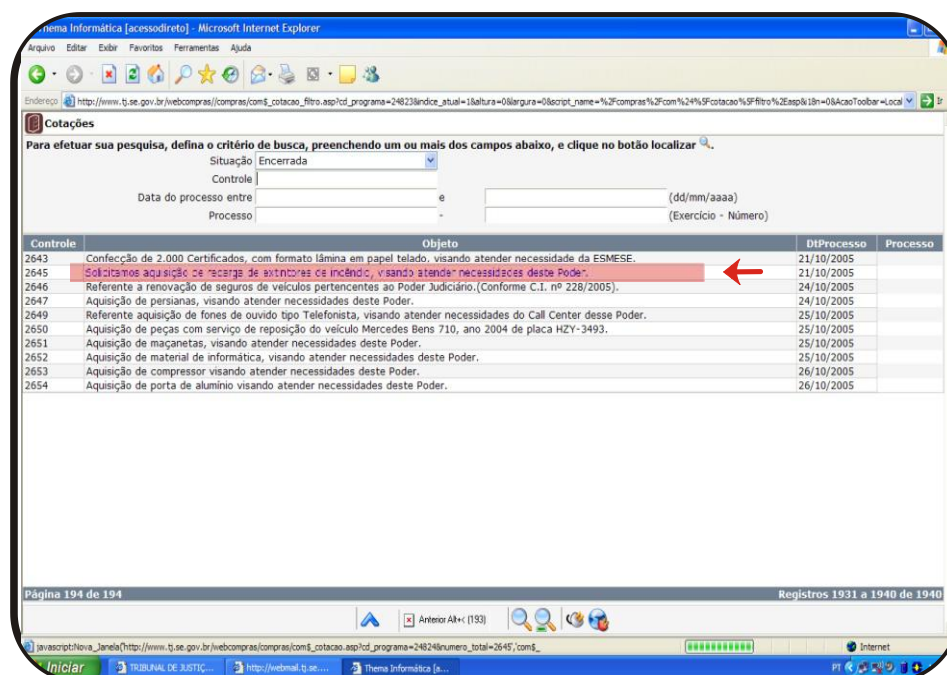 Thema Informática [acessodireto] - Microsoft Internet Explorer
Arquivo Editar Exibir Favoritos Ferramentas Ajuda
Endereço http://www.tj.se.gov.br/webcompras//compras/com$_cotacao_filtro.asp?cd_programa=24823&indice_atual=1&altura=0&largura=0&script_name=%2Fcompras%2Fcom%24%5Fcotacao%5Ffiltro%2Easp&i18n=0&AcaoToolbar=Local Ir
Cotações
Para efetuar sua pesquisa, defina o critério de busca, preenchendo um ou mais dos campos abaixo, e clique no botão localizar .
Situação Encerrada
Controle
Data do processo entre e (dd/mm/aaaa)
Processo - (Exercício - Número)
Controle Objeto DtProcesso Processo
2643 Confecção de 2.000 Certificados, com formato lâmina em papel telado, visando atender necessidade da ESMESE. 21/10/2005
2645 Solicitamos aquisição de recarga de extintores de incêndio, visando atender necessidades deste Poder. 21/10/2005
2646 Referente a renovação de seguros de veículos pertencentes ao Poder Judiciário.(Conforme C.I. nº 228/2005). 24/10/2005
2647 Aquisição de persianas, visando atender necessidades deste Poder. 24/10/2005
2649 Referente aquisição de fones de ouvido tipo Telefonista, visando atender necessidades do Call Center desse Poder. 25/10/2005
2650 Aquisição de peças com serviço de reposição do veículo Mercedes Bens 710, ano 2004 de placa HZY-3493. 25/10/2005
2651 Aquisição de maçanetas, visando atender necessidades deste Poder. 25/10/2005
2652 Aquisição de material de informática, visando atender necessidades deste Poder. 25/10/2005
2653 Aquisição de compressor visando atender necessidades deste Poder. 26/10/2005
2654 Aquisição de porta de alumínio visando atender necessidades deste Poder. 26/10/2005
Página 194 de 194 Registros 1931 a 1940 de 1940
Anterior Alt+< (193)
javascript:Nova_Janela('http://www.tj.se.gov.br/webcompras/compras/com$_cotacao.asp?cd_programa=24824&numero_total=2645','com$_ Internet
Iniciar TRIBUNAL DE JUSTIÇ... http://webmail.tj.se.... Thema Informática [a... PT